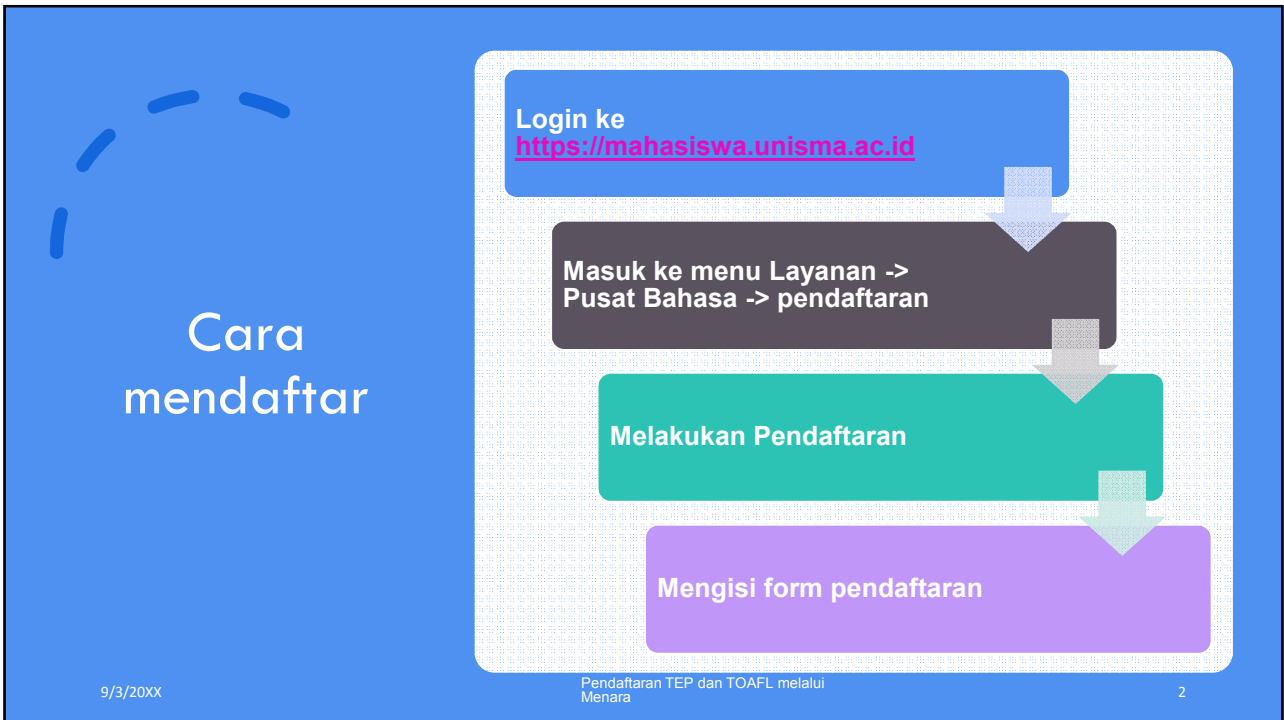 Cara
mendaftar
Login ke
https://mahasiswa.unisma.ac.id
Masuk ke menu Layanan ->
Pusat Bahasa -> pendaftaran
Melakukan Pendaftaran
Mengisi form pendaftaran
9/3/20XX
Pendaftaran TEP dan TOAFL melalui
Menara
2